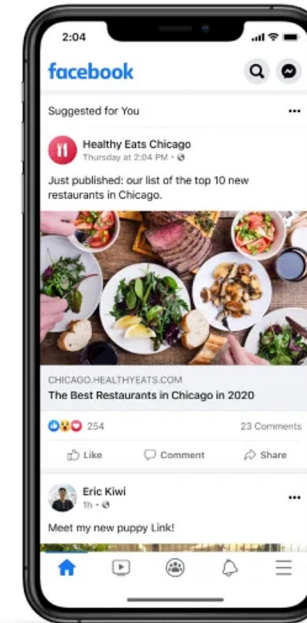 2:04
facebook
Suggested for You
Healthy Eats Chicago
Thursday at 2:04 PM ·
Just published: our list of the top 10 new
restaurants in Chicago.
CHICAGO.HEALTHYEATS.COM
The Best Restaurants in Chicago in 2020
254
23 Comments
Like
Comment
Share
Eric Kiwi
1h ·
Meet my new puppy Link!